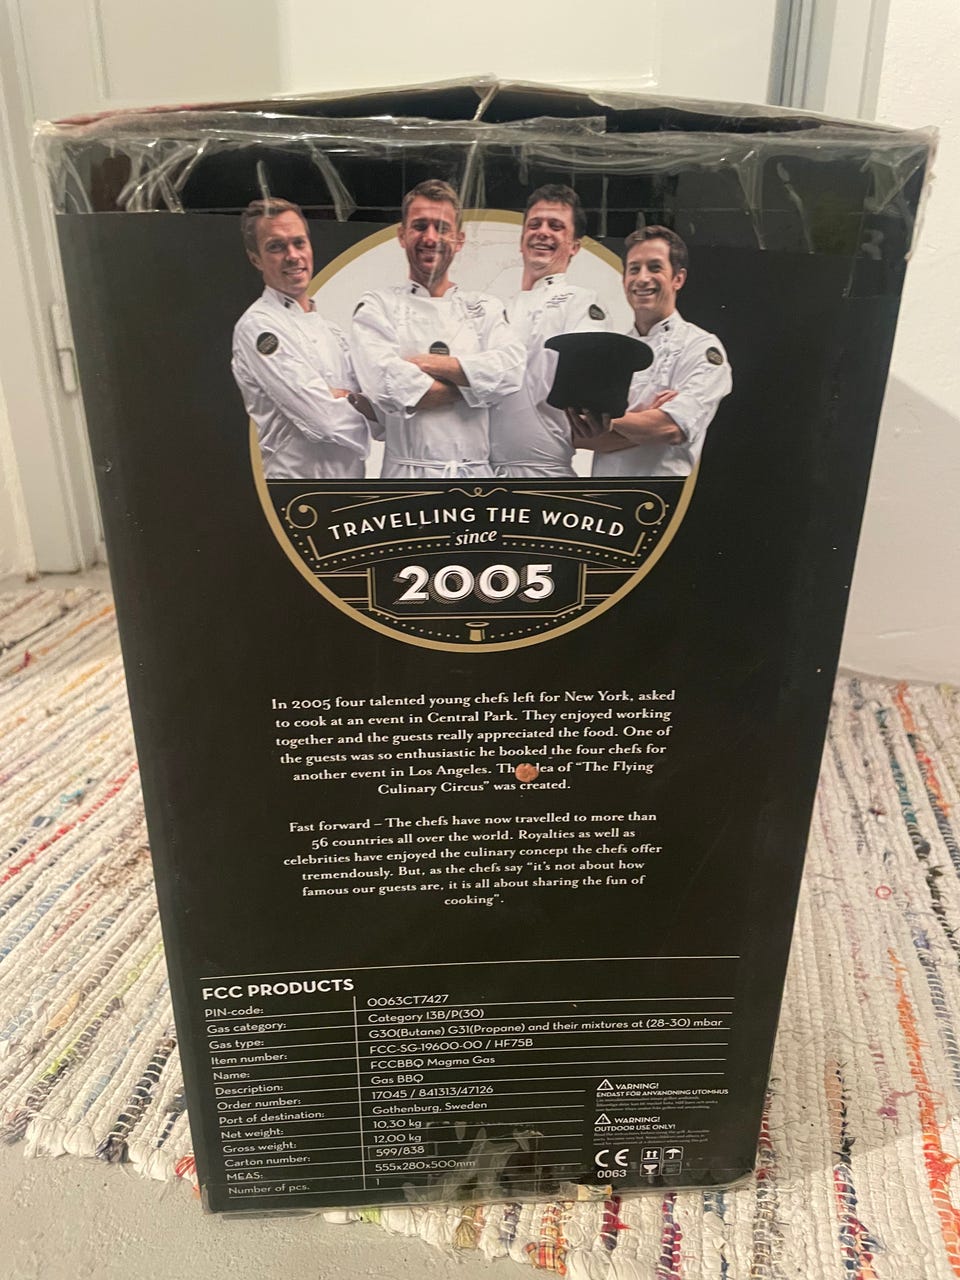 TRAVELLING THE WORLD
since
2005
In 2005 four talented young chefs left for New York, asked
to cook at an event in Central Park. They enjoyed working
together and the guests really appreciated the food. One of
the guests was so enthusiastic he booked the four chefs for
another event in Los Angeles. The idea of "The Flying
Culinary Circus" was created.
Fast forward – The chefs have now travelled to more than
56 countries all over the world. Royalties as well as
celebrities have enjoyed the culinary concept the chefs offer
tremendously. But, as the chefs say "it's not about how
famous our guests are, it is all about sharing the fun of
cooking".
FCC PRODUCTS
PIN-code: 0063CT7427
Gas category: Category I3B/P(30)
Gas type: G30(Butane) G31(Propane) and their mixtures at (28-30) mbar
Item number: FCC-SG-19600-00 / HF75B
Name: FCCBBQ Magma Gas
Description: Gas BBQ
Order number: 17045 / 841313/47126
Port of destination: Gothenburg, Sweden
Net weight: 10,30 kg
Gross weight: 12,00 kg
Carton number: 599/838
MEAS: 555x280x500mm
Number of pcs. 1
VARNING!
ENDAST FÖR ANVÄNDNING UTOMHUS
VARNING!
OUTDOOR USE ONLY!
CE
0063